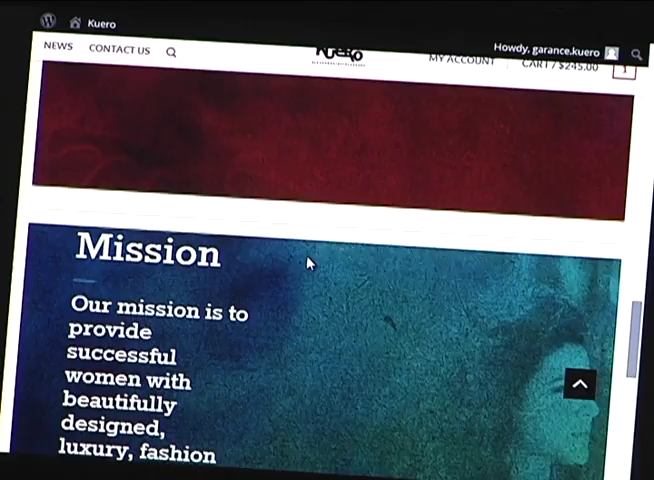 Kuero
Howdy, garance.kuero
NEWS CONTACT US
Kuero
MY ACCOUNT CART / $245.00 1
Mission
Our mission is to
provide
successful
women with
beautifully
designed,
luxury, fashion